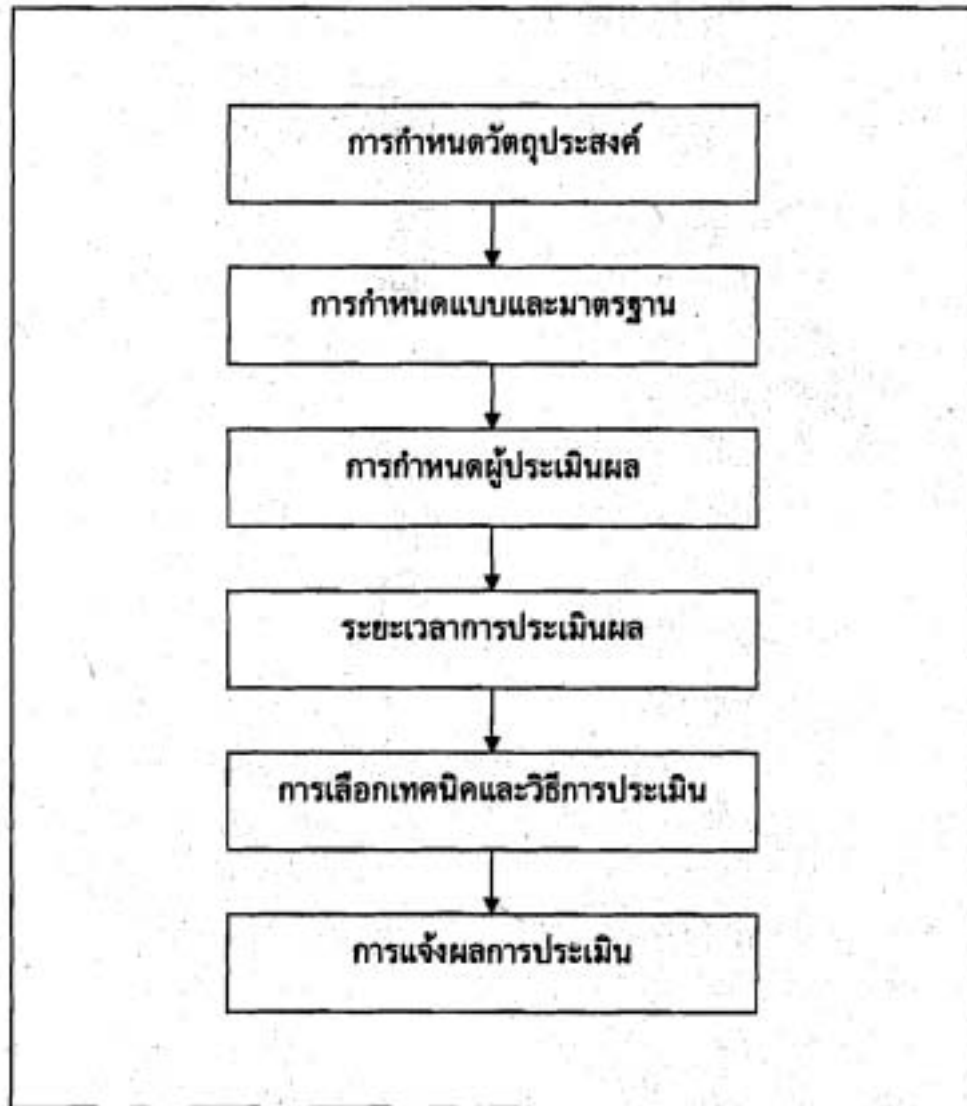 การกำหนดวัตถุประสงค์
การกำหนดแบบและมาตรฐาน
การกำหนดผู้ประเมินผล
ระยะเวลาการประเมินผล
การเลือกเทคนิคและวิธีการประเมิน
การแจ้งผลการประเมิน